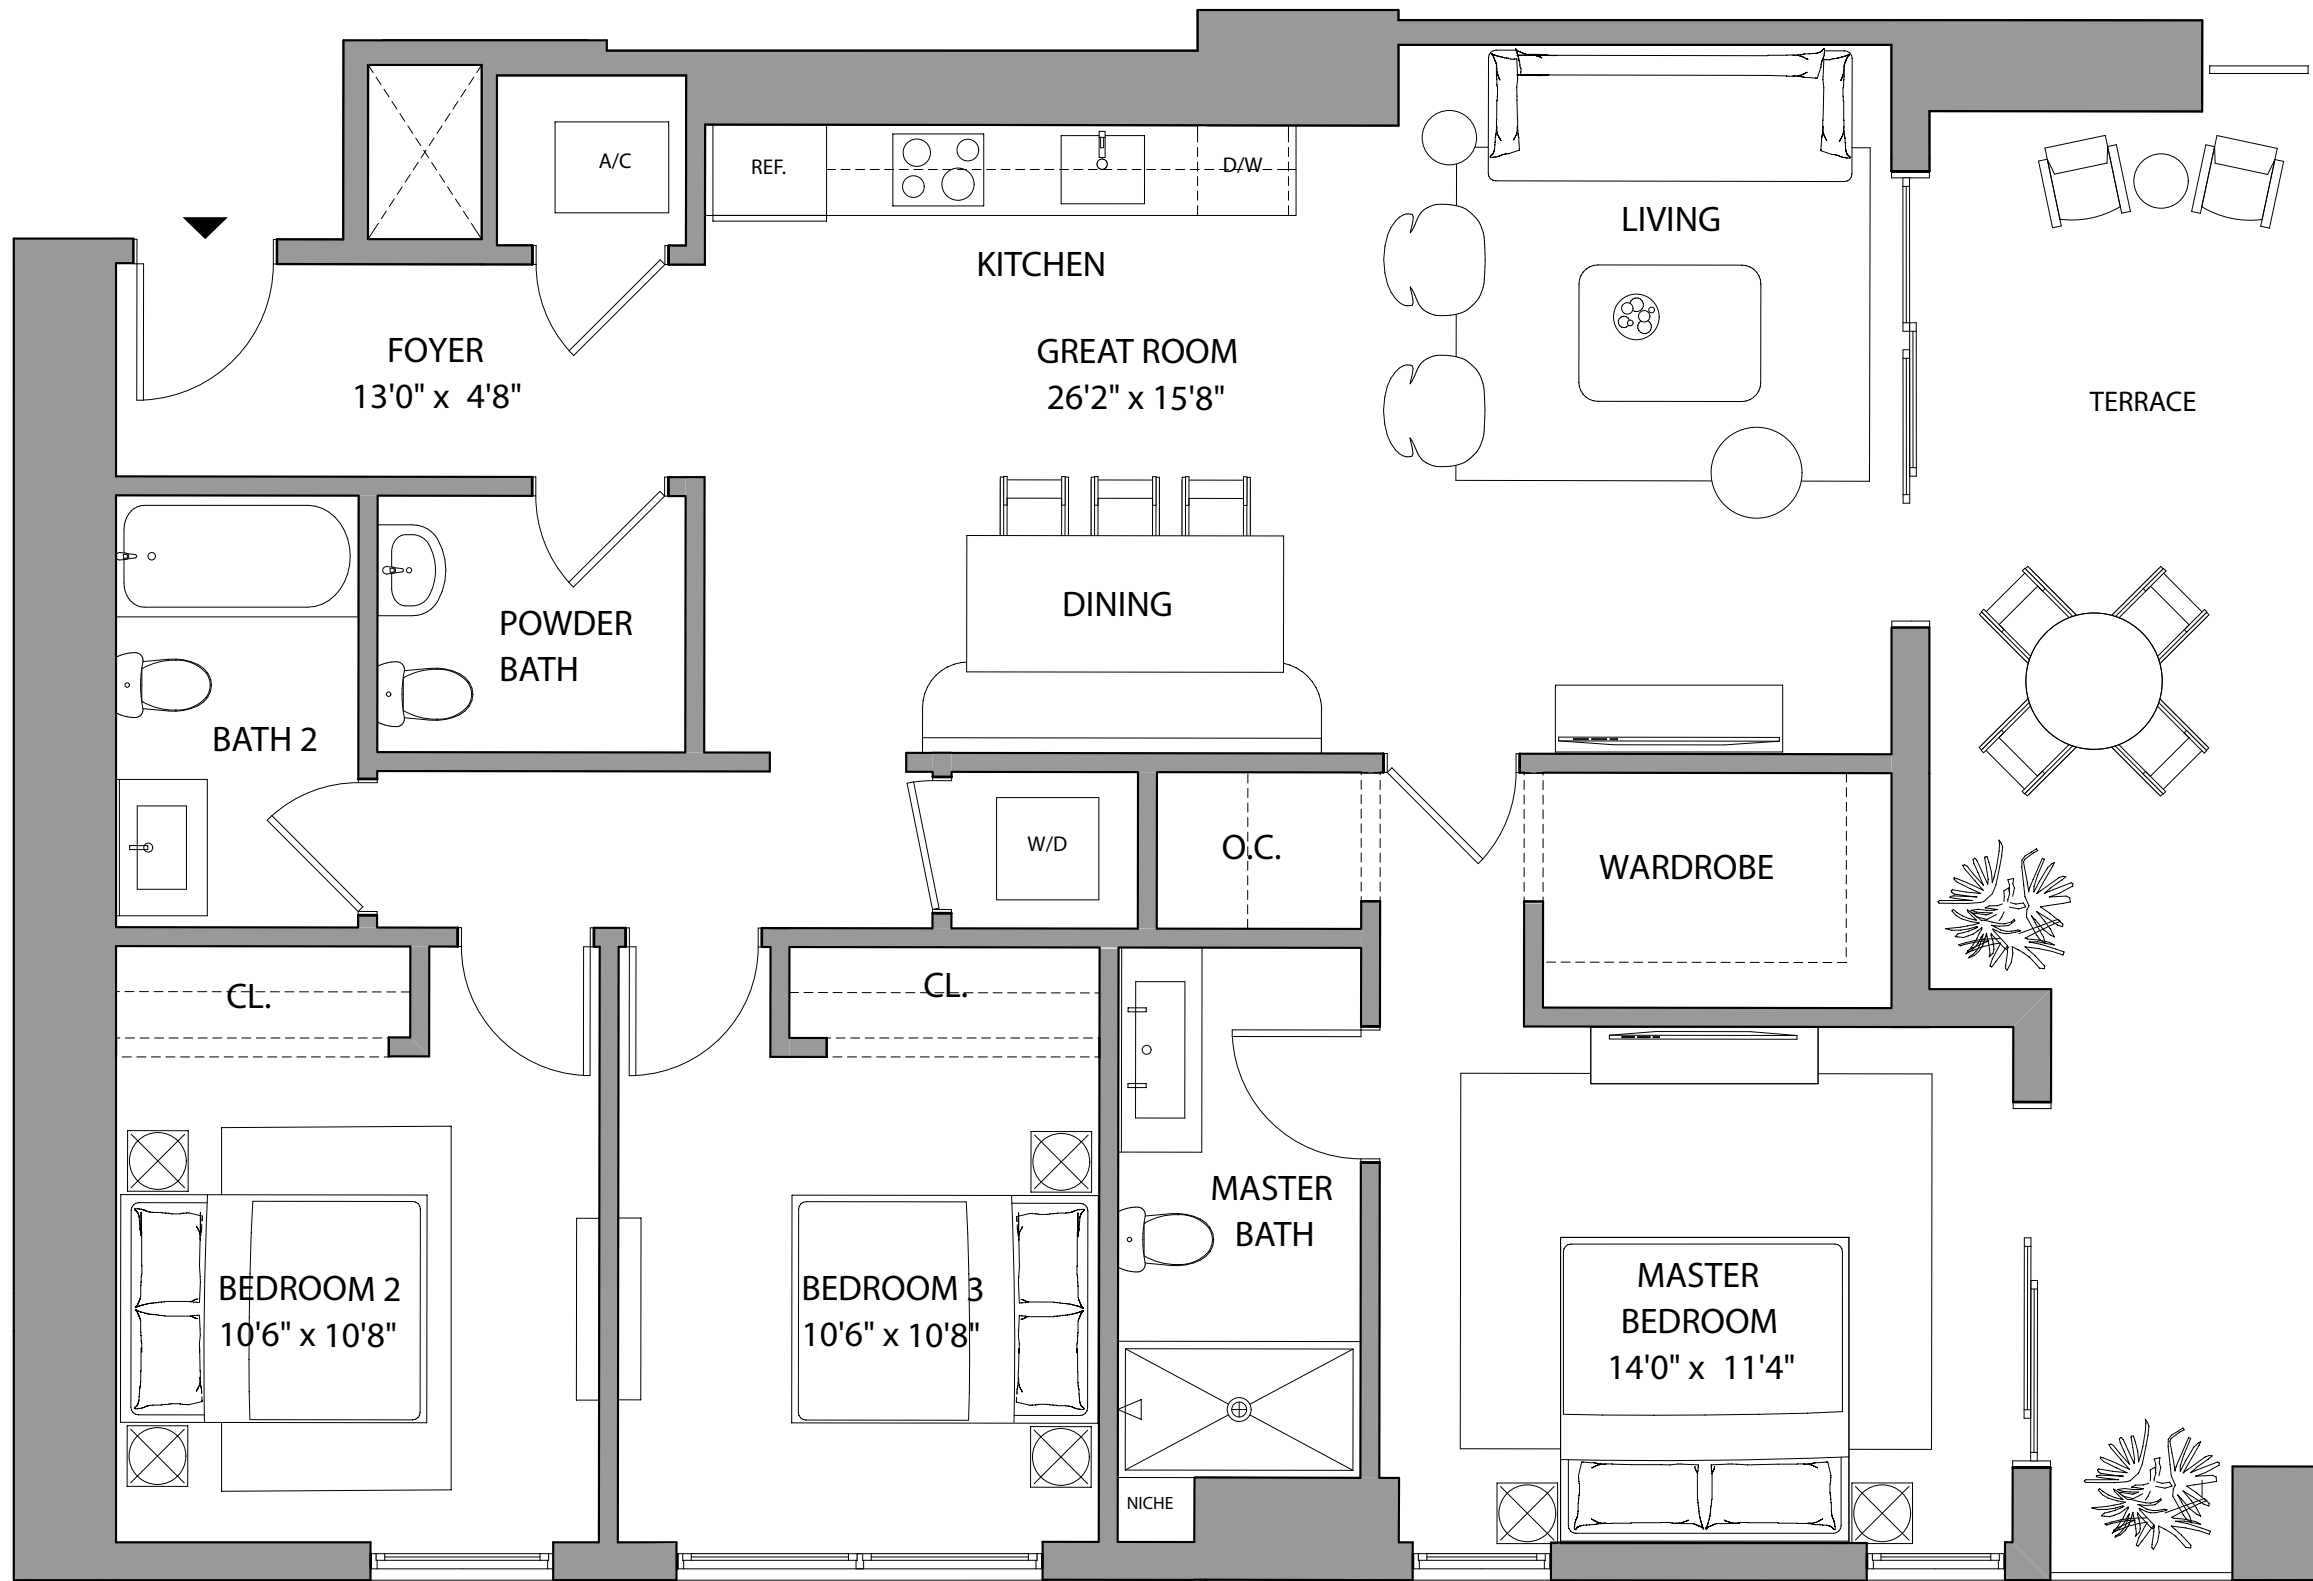 A/C
REF.
D/W
LIVING
KITCHEN
FOYER
13'0" x 4'8"
GREAT ROOM
26'2" x 15'8"
TERRACE
DINING
POWDER
BATH
BATH 2
W/D
O.C.
WARDROBE
CL.
CL.
MASTER
BATH
BEDROOM 2
10'6" x 10'8"
BEDROOM 3
10'6" x 10'8"
MASTER
BEDROOM
14'0" x 11'4"
NICHE